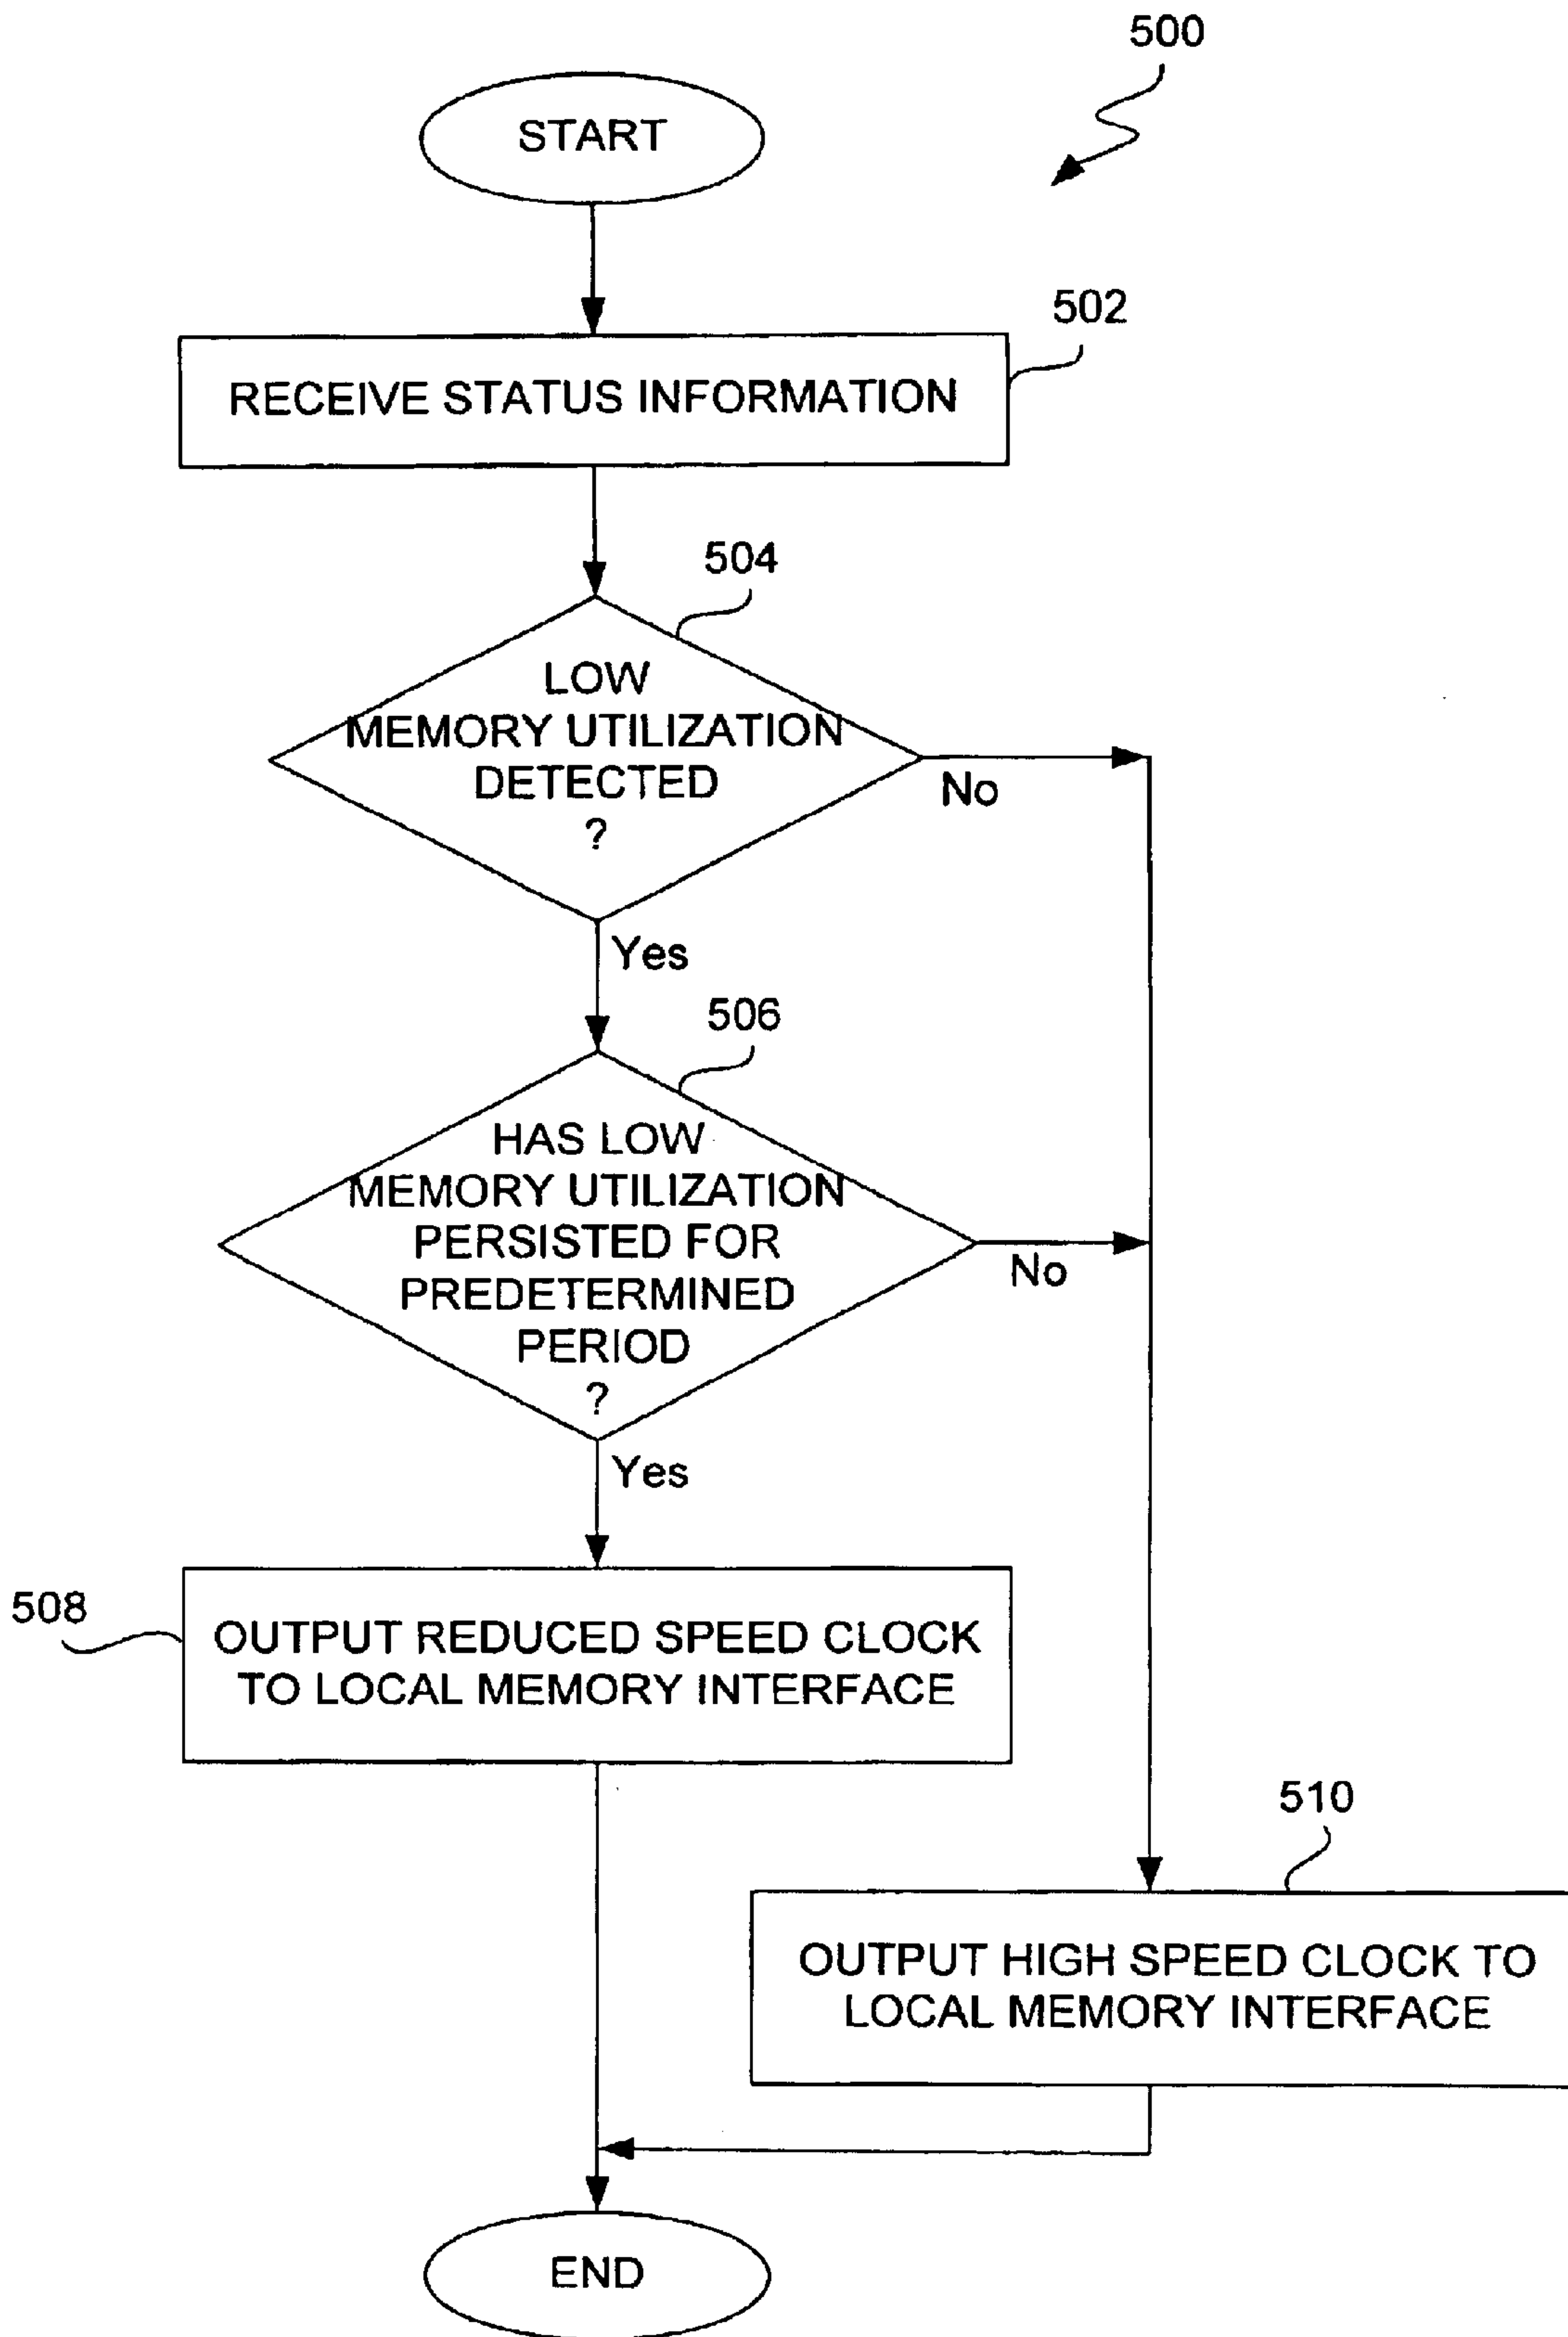 500
START
502
RECEIVE STATUS INFORMATION
504
LOW
MEMORY UTILIZATION
DETECTED
?
No
Yes
506
HAS LOW
MEMORY UTILIZATION
PERSISTED FOR
PREDETERMINED
PERIOD
?
No
Yes
508
OUTPUT REDUCED SPEED CLOCK
TO LOCAL MEMORY INTERFACE
510
OUTPUT HIGH SPEED CLOCK TO
LOCAL MEMORY INTERFACE
END